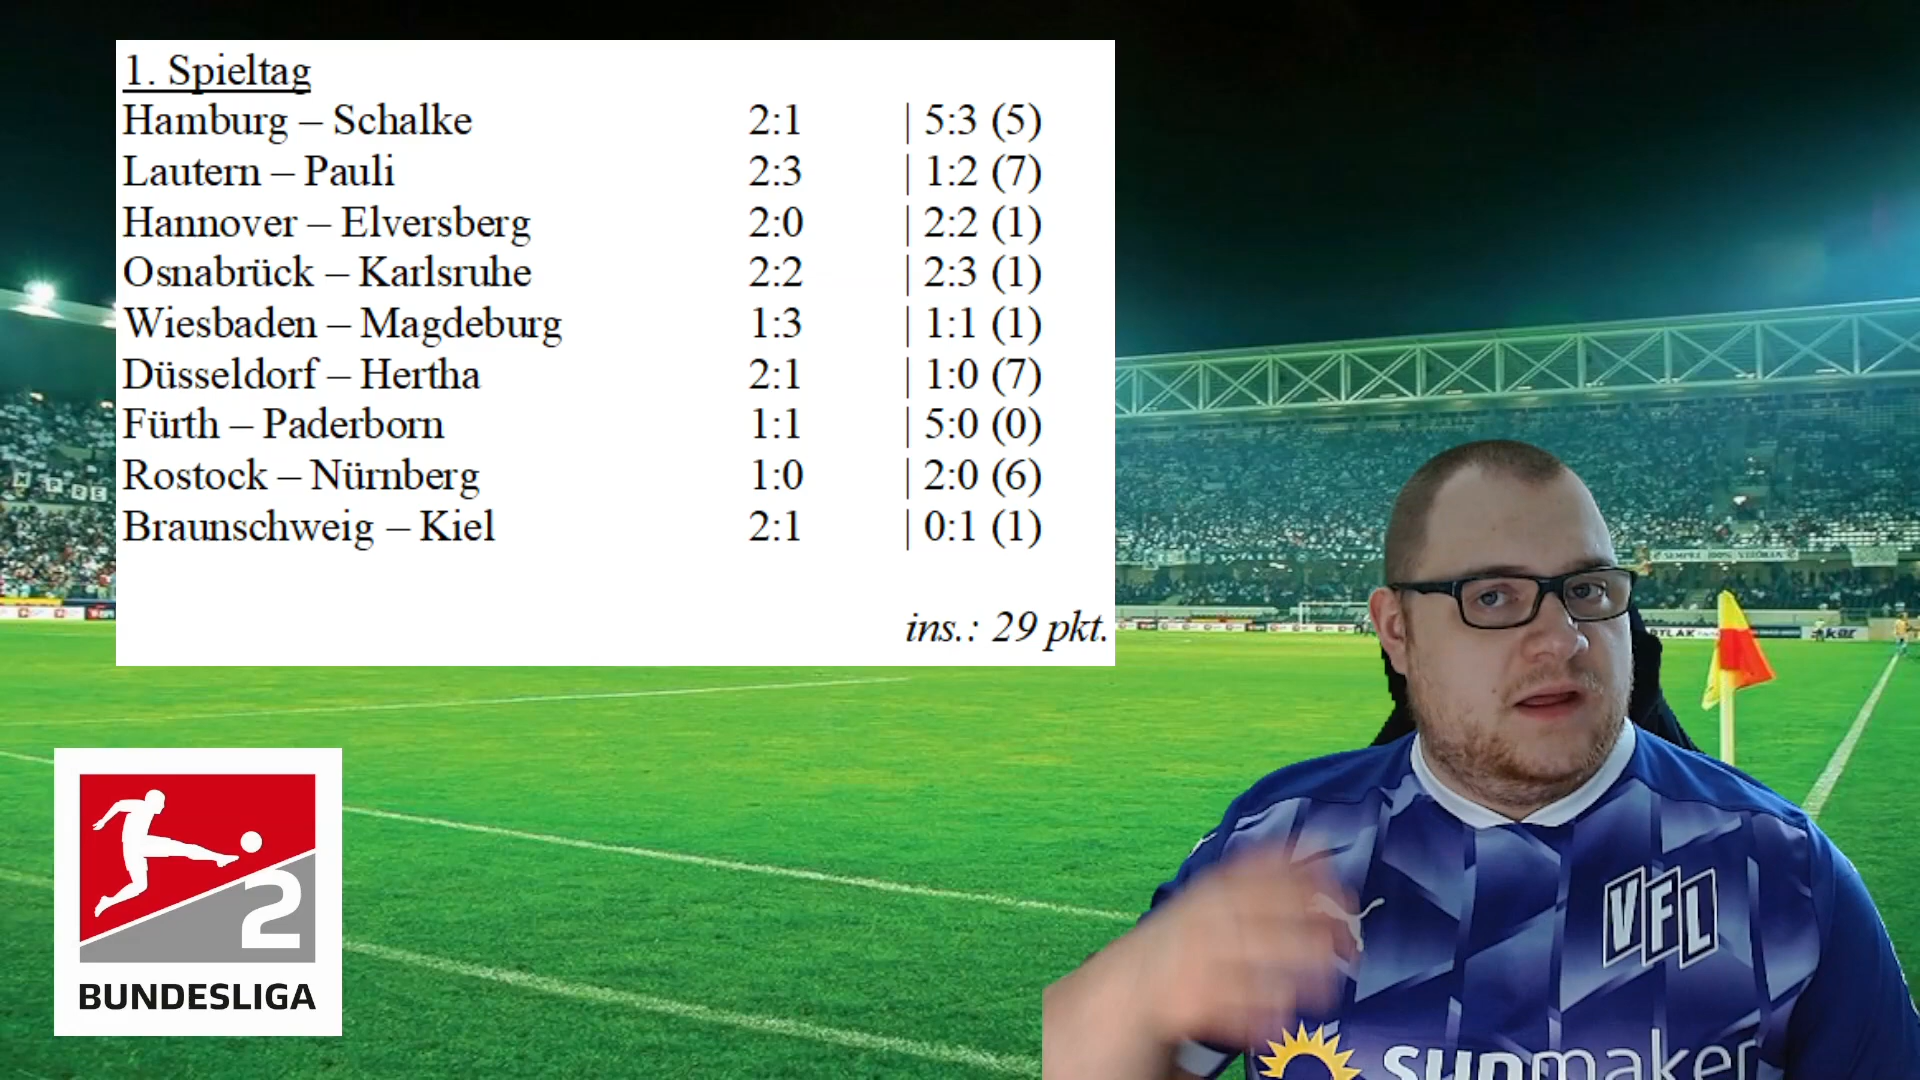 1. Spieltag
Hamburg – Schalke 2:1 | 5:3 (5)
Lautern – Pauli 2:3 | 1:2 (7)
Hannover – Elversberg 2:0 | 2:2 (1)
Osnabrück – Karlsruhe 2:2 | 2:3 (1)
Wiesbaden – Magdeburg 1:3 | 1:1 (1)
Düsseldorf – Hertha 2:1 | 1:0 (7)
Fürth – Paderborn 1:1 | 5:0 (0)
Rostock – Nürnberg 1:0 | 2:0 (6)
Braunschweig – Kiel 2:1 | 0:1 (1)
ins.: 29 pkt.
2
BUNDESLIGA
VFL
sunmaker